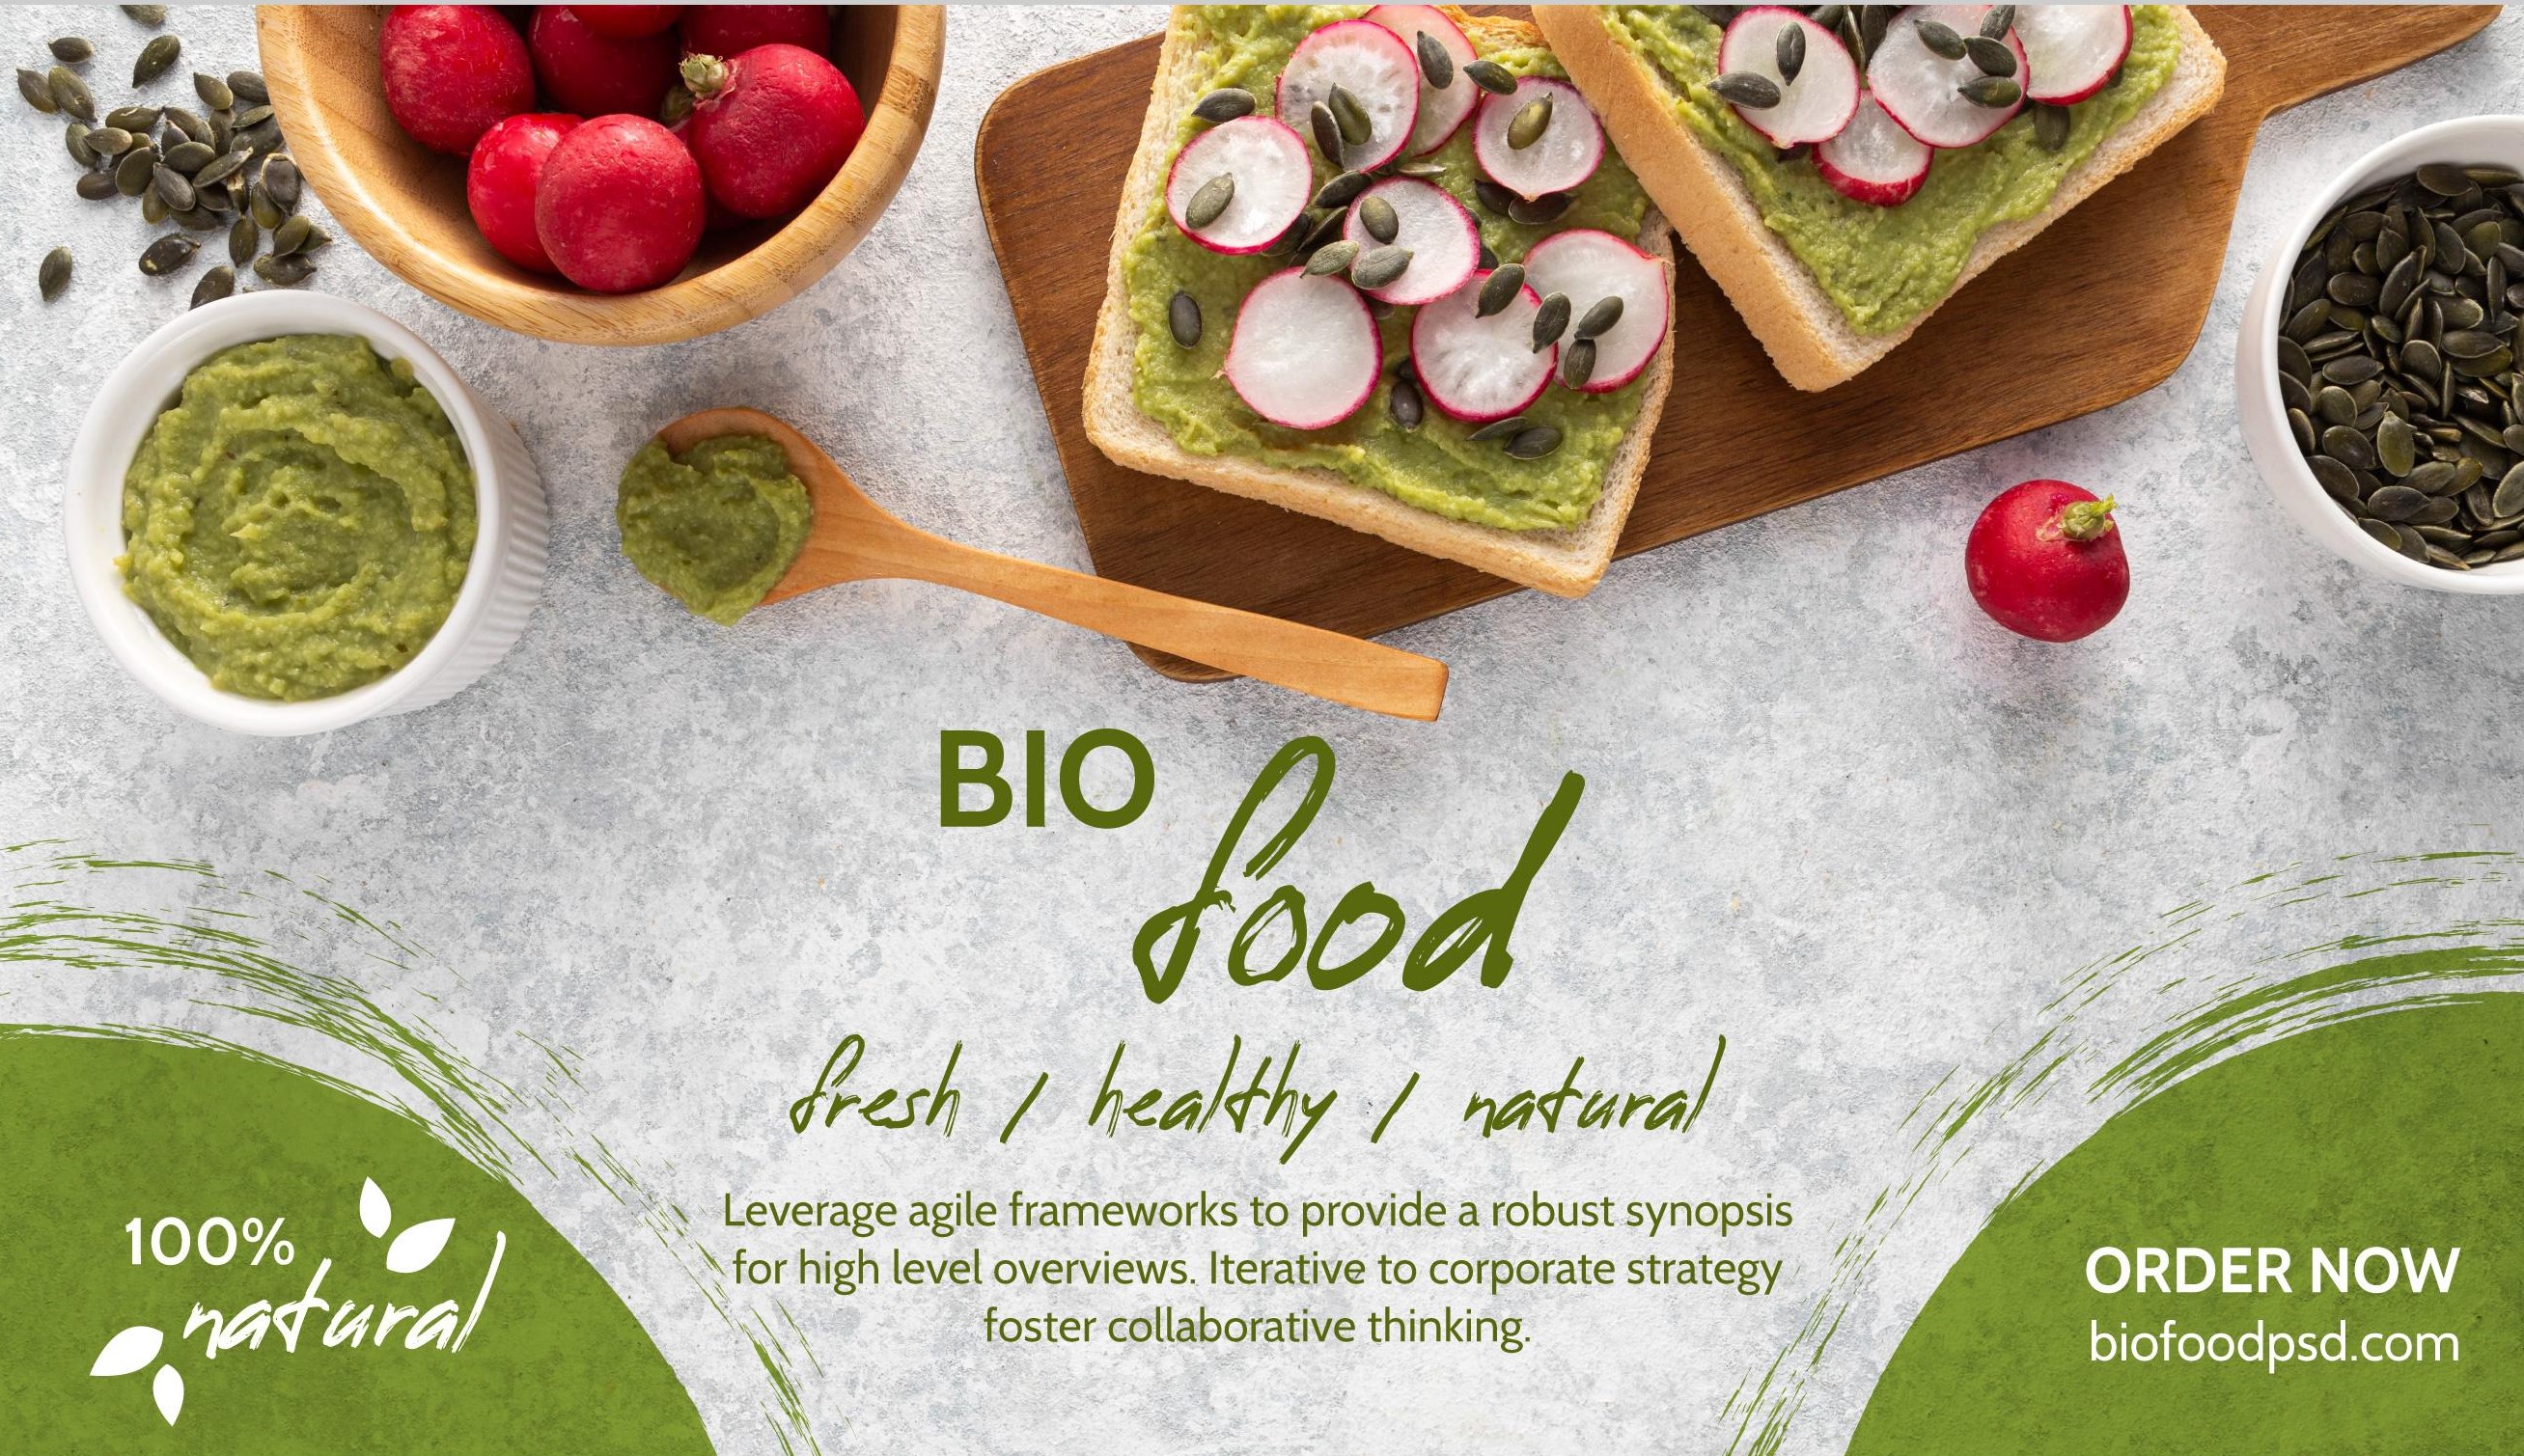 BIO
food
fresh / healthy / natural
Leverage agile frameworks to provide a robust synopsis
for high level overviews. Iterative to corporate strategy
foster collaborative thinking.
100%
natural
ORDER NOW
biofoodpsd.com